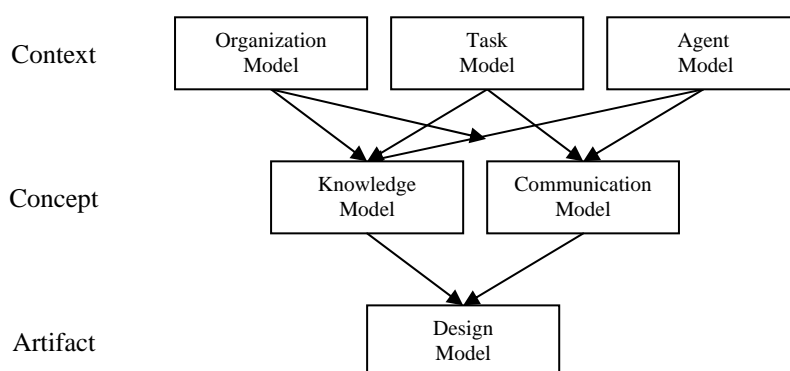 Context
Organization
Model
Task
Model
Agent
Model
Concept
Knowledge
Model
Communication
Model
Artifact
Design
Model